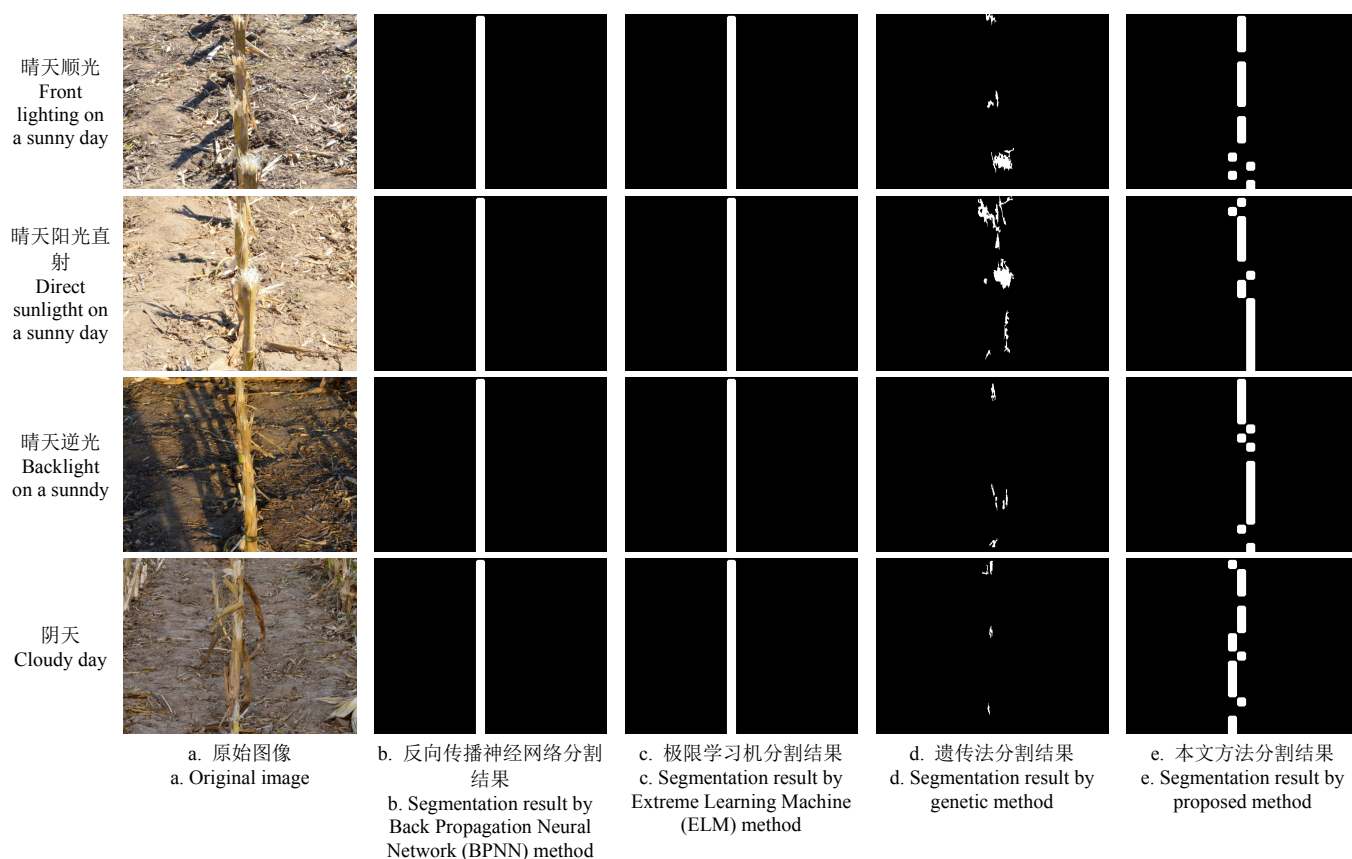 晴天顺光
Front
lighting on
a sunny day
晴天阳光直
射
Direct
sunligtht on
a sunny day
晴天逆光
Backlight
on a sunndy
阴天
Cloudy day
a. 原始图像
a. Original image
b. 反向传播神经网络分割
结果
b. Segmentation result by
Back Propagation Neural
Network (BPNN) method
c. 极限学习机分割结果
c. Segmentation result by
Extreme Learning Machine
(ELM) method
d. 遗传法分割结果
d. Segmentation result by
genetic method
e. 本文方法分割结果
e. Segmentation result by
proposed method